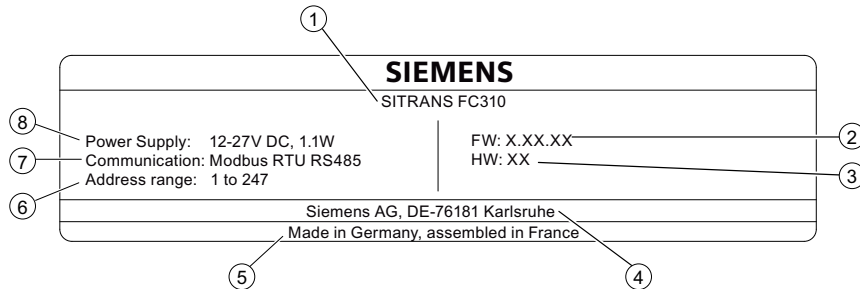 ①
SIEMENS
SITRANS FC310
⑧ Power Supply: 12-27V DC, 1.1W
FW: X.XX.XX ②
⑦ Communication: Modbus RTU RS485
HW: XX ③
⑥ Address range: 1 to 247
Siemens AG, DE-76181 Karlsruhe
Made in Germany, assembled in France
⑤ ④